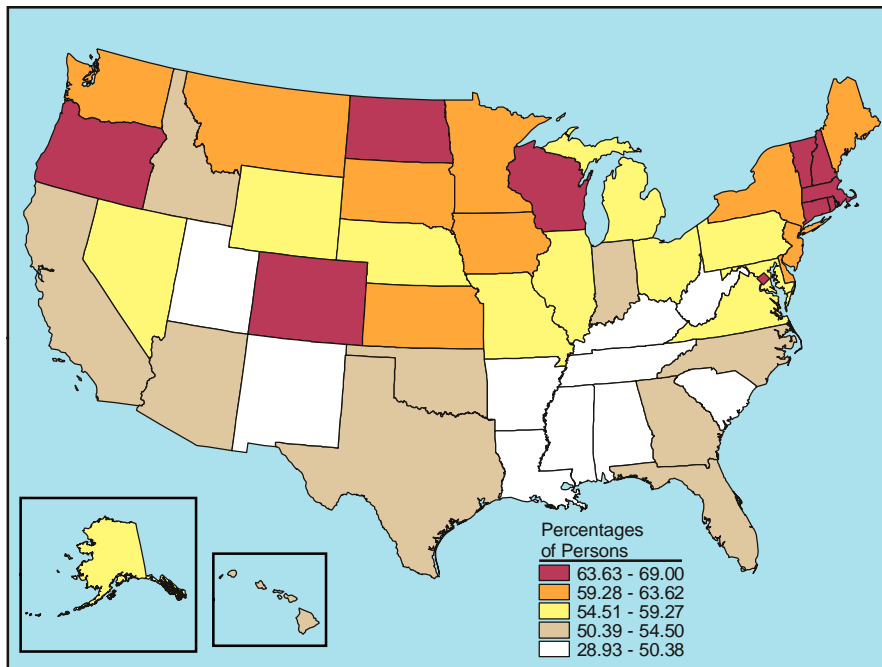 Percentages
of Persons
63.63 - 69.00
59.28 - 63.62
54.51 - 59.27
50.39 - 54.50
28.93 - 50.38